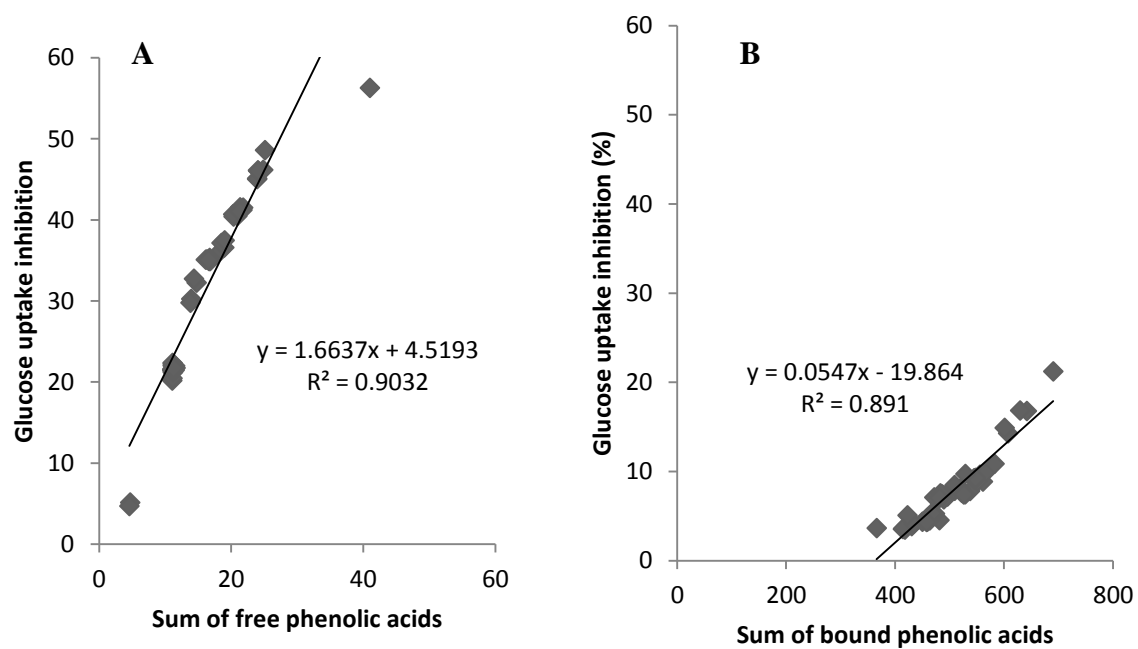 A
Glucose uptake inhibition
60
50
40
30
20
10
0
y = 1.6637x + 4.5193
R² = 0.9032
0 20 40 60
Sum of free phenolic acids
B
Glucose uptake inhibition (%)
60
50
40
30
20
10
0
y = 0.0547x - 19.864
R² = 0.891
0 200 400 600 800
Sum of bound phenolic acids